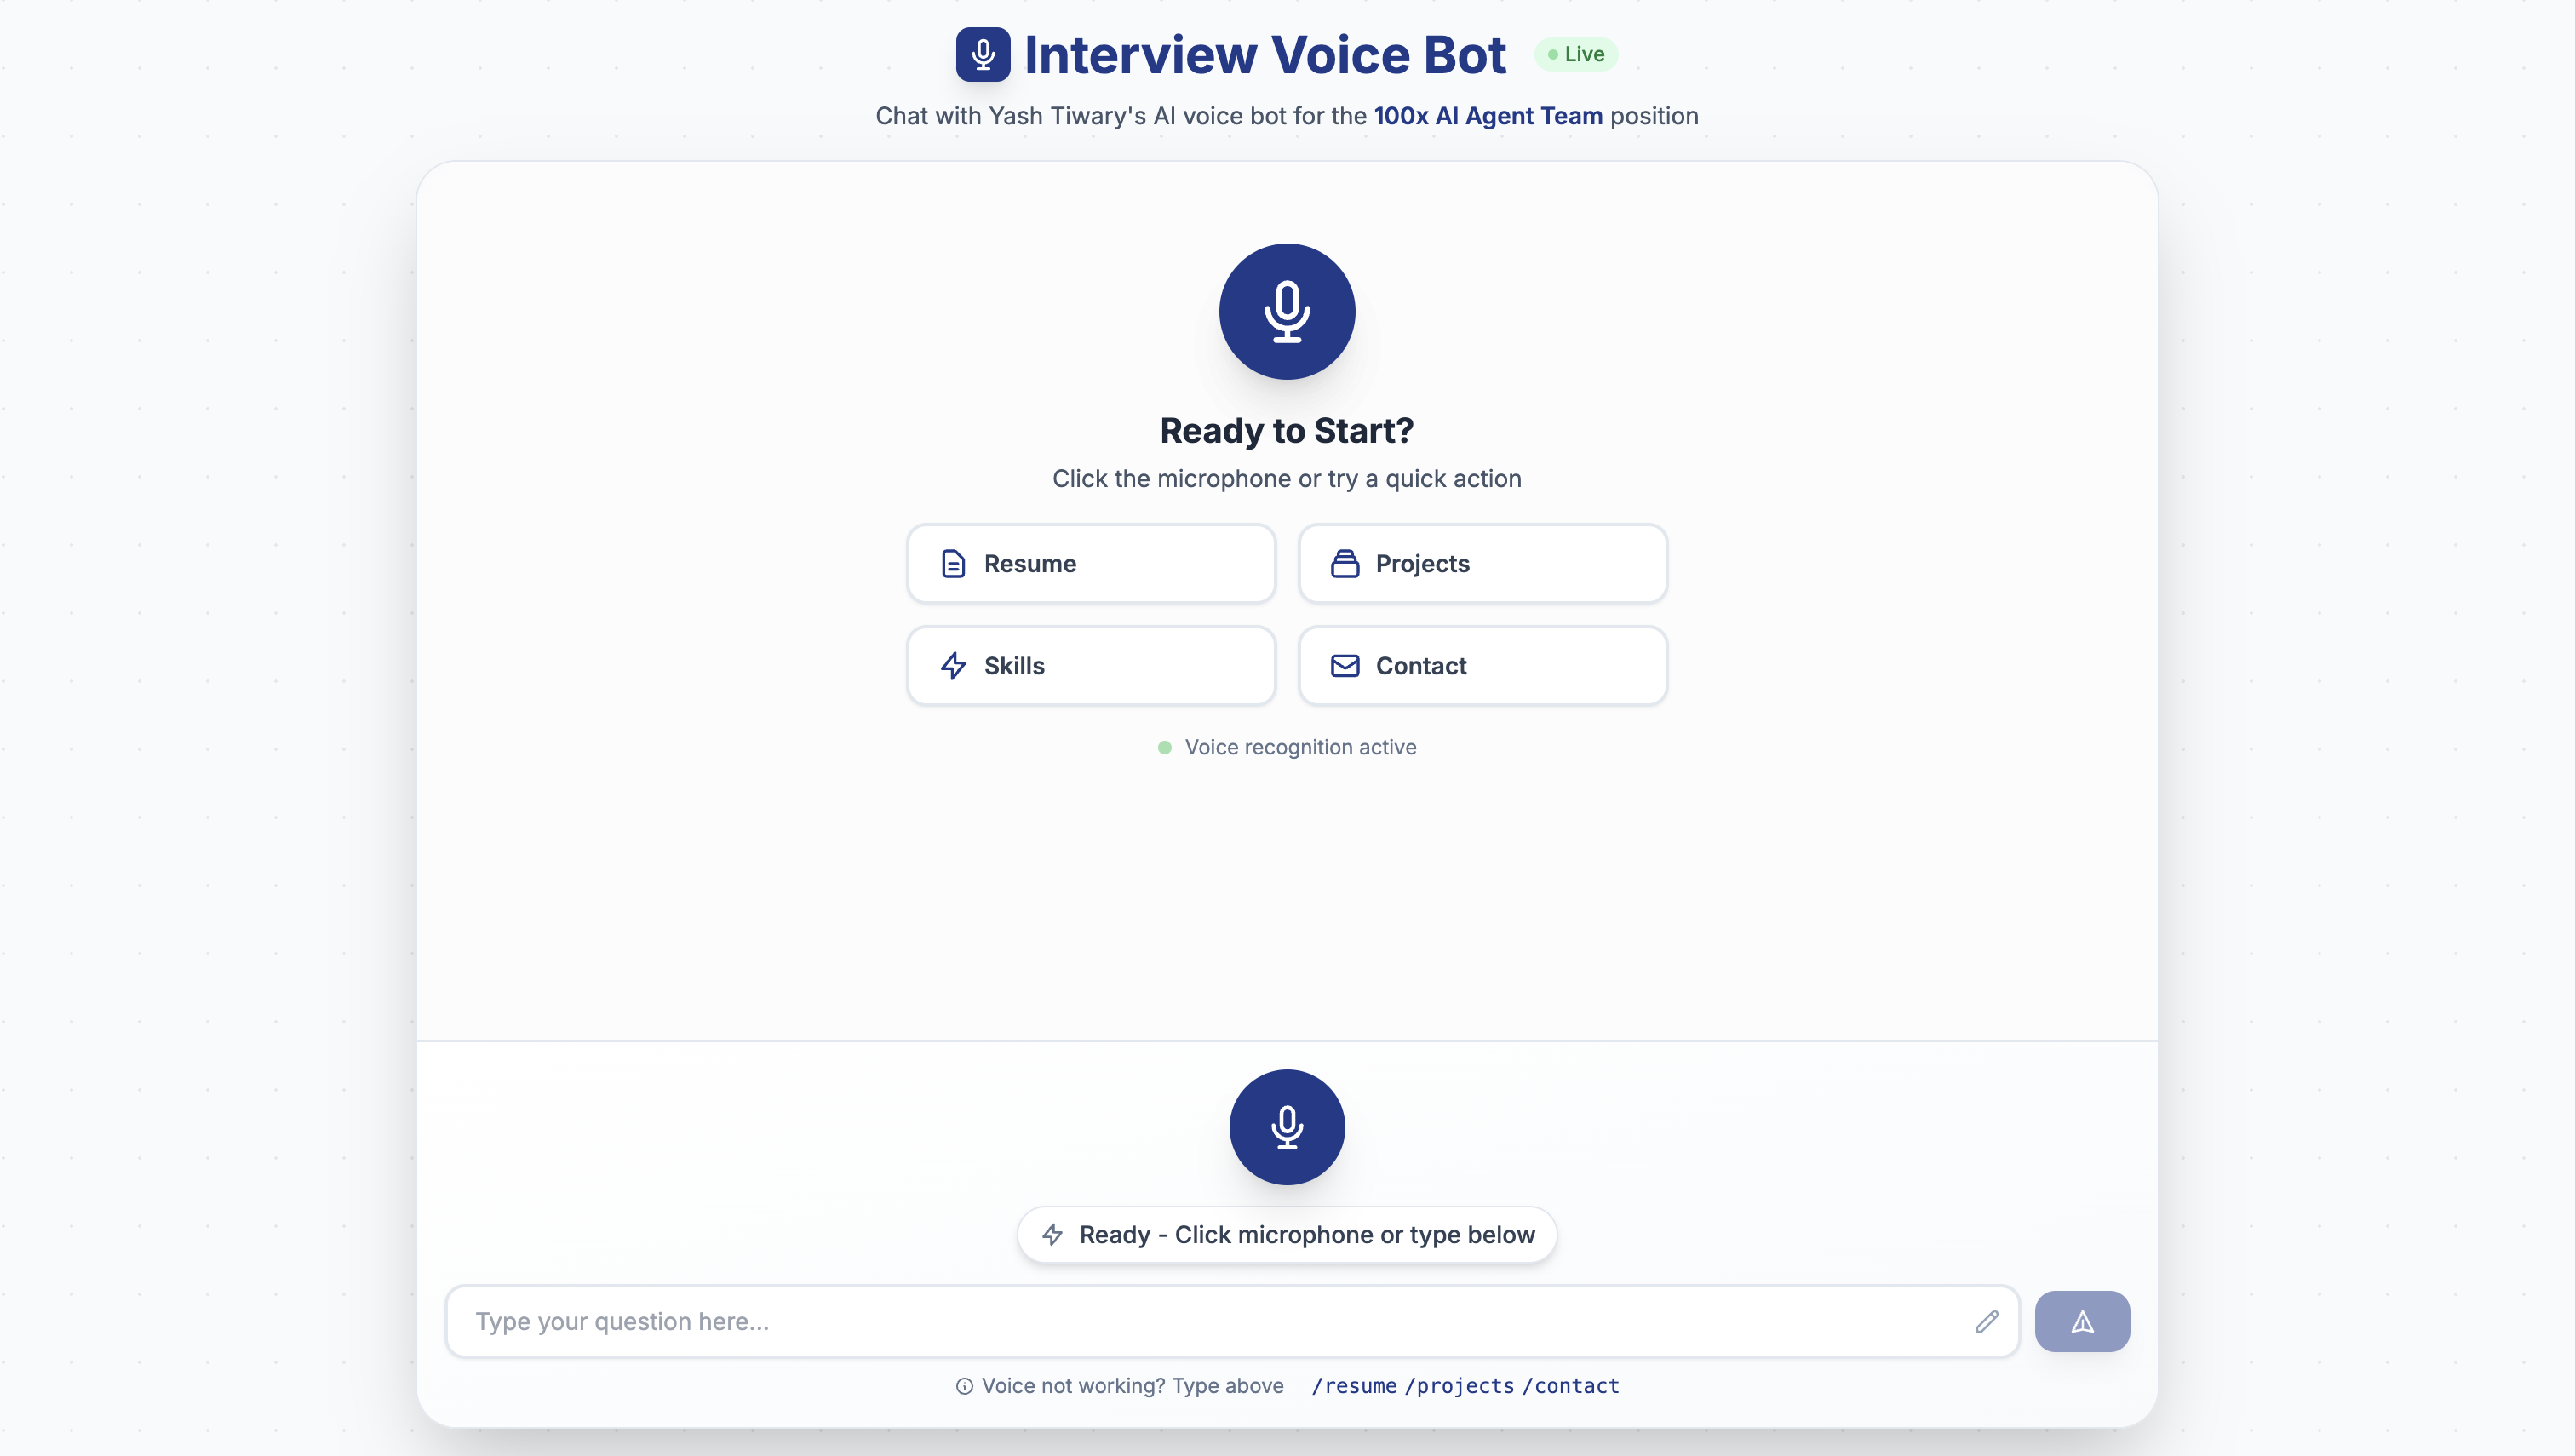 Interview Voice Bot
Live
Chat with Yash Tiwary's AI voice bot for the 100x AI Agent Team position
Ready to Start?
Click the microphone or try a quick action
Resume
Projects
Skills
Contact
Voice recognition active
Ready - Click microphone or type below
Type your question here...
Voice not working? Type above /resume /projects /contact